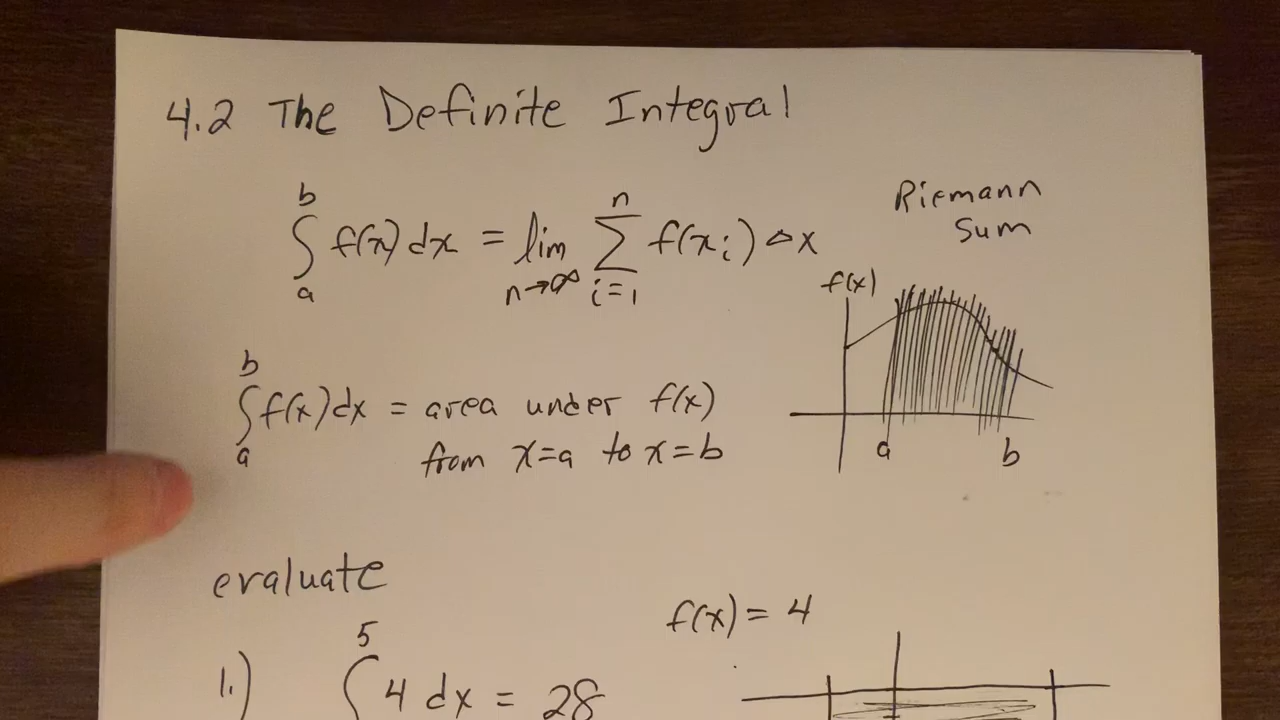 4.2 The Definite Integral
Riemann
Sum
b
∫ f(x) dx = lim Σ f(xᵢ) Δx
a
n
n→∞ i=1
f(x)
a b
b
∫ f(x) dx = area under f(x)
a
from x=a to x=b
evaluate
f(x) = 4
5
1.) ∫ 4 dx = 28